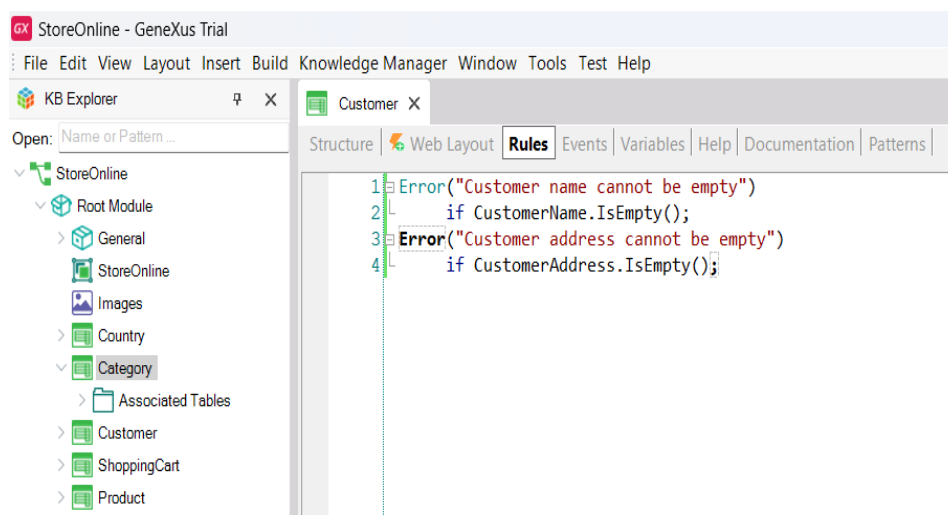 GX StoreOnline - GeneXus Trial
File Edit View Layout Insert Build Knowledge Manager Window Tools Test Help
KB Explorer
Open: Name or Pattern ...
StoreOnline
Root Module
General
StoreOnline
Images
Country
Category
Associated Tables
Customer
ShoppingCart
Product
Customer
Structure Web Layout Rules Events Variables Help Documentation Patterns
1 Error("Customer name cannot be empty")
2 if CustomerName.IsEmpty();
3 Error("Customer address cannot be empty")
4 if CustomerAddress.IsEmpty();